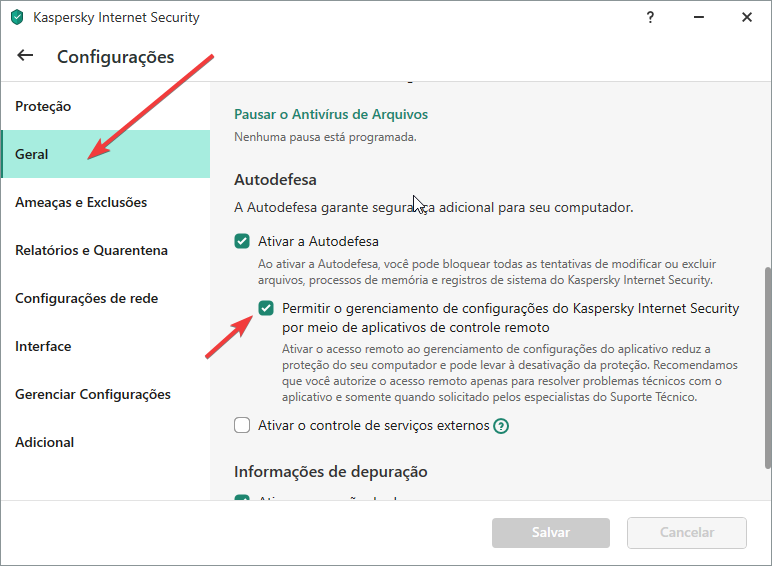 Kaspersky Internet Security
?
Configurações
Proteção
Geral
Ameaças e Exclusões
Relatórios e Quarentena
Configurações de rede
Interface
Gerenciar Configurações
Adicional
Pausar o Antivírus de Arquivos
Nenhuma pausa está programada.
Autodefesa
A Autodefesa garante segurança adicional para seu computador.
Ativar a Autodefesa
Ao ativar a Autodefesa, você pode bloquear todas as tentativas de modificar ou excluir
arquivos, processos de memória e registros de sistema do Kaspersky Internet Security.
Permitir o gerenciamento de configurações do Kaspersky Internet Security
por meio de aplicativos de controle remoto
Ativar o acesso remoto ao gerenciamento de configurações do aplicativo reduz a
proteção do seu computador e pode levar à desativação da proteção. Recomendamos
que você autorize o acesso remoto apenas para resolver problemas técnicos com o
aplicativo e somente quando solicitado pelos especialistas do Suporte Técnico.
Ativar o controle de serviços externos ?
Informações de depuração
Salvar
Cancelar